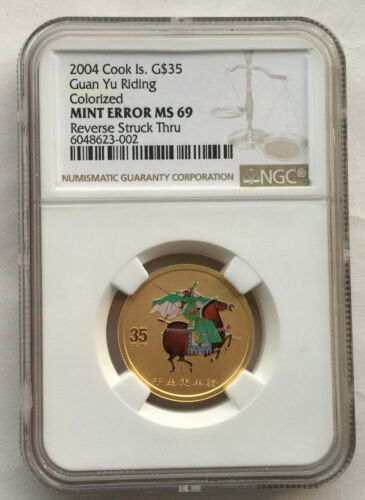 2004 Cook Is. G$35
Guan Yu Riding
Colorized
MINT ERROR MS 69
Reverse Struck Thru
6048623-002
NUMISMATIC GUARANTY CORPORATION
NGC®
35